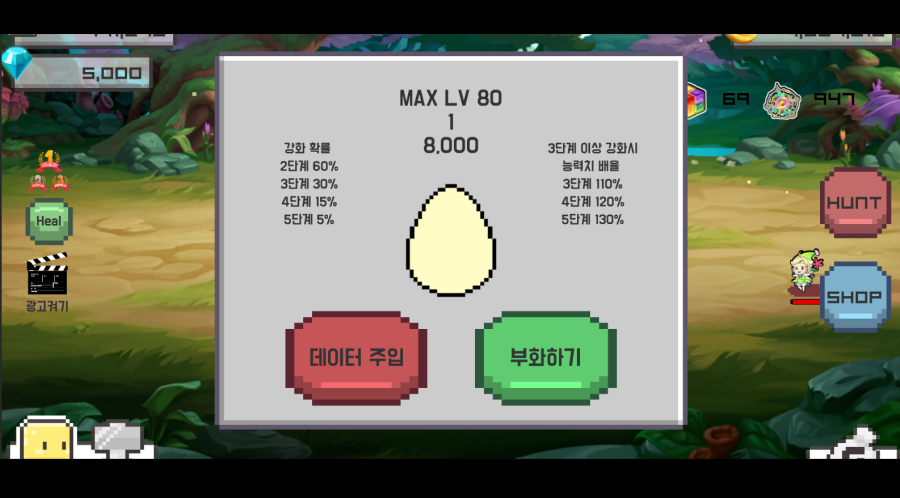 5,000
MAX LV 80
1
8,000
강화 확률
2단계 60%
3단계 30%
4단계 15%
5단계 5%
3단계 이상 강화시
능력치 배율
3단계 110%
4단계 120%
5단계 130%
69
947
Heal
광고켜기
HUNT
SHOP
데이터 주입
부화하기